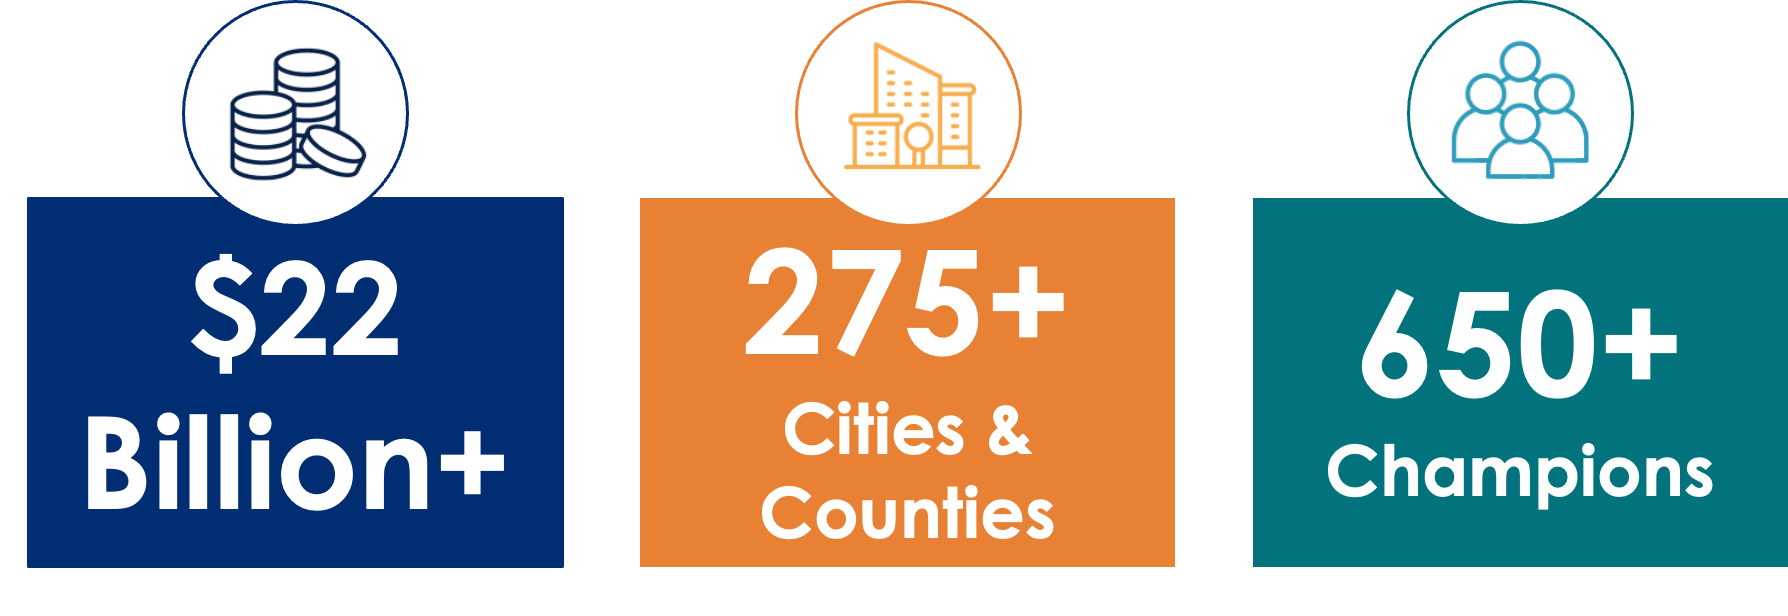 $22
Billion+
275+
Cities &
Counties
650+
Champions